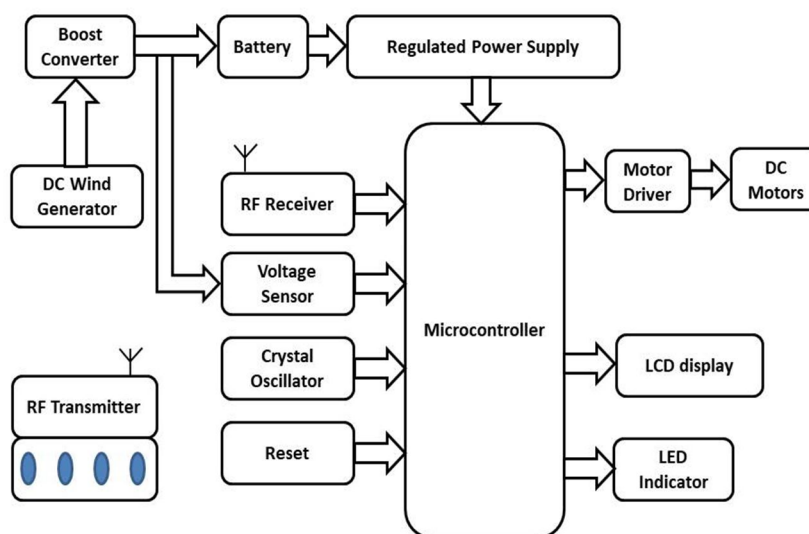 Boost
Converter
Battery
Regulated Power Supply
DC Wind
Generator
RF Receiver
Motor
Driver
DC
Motors
Voltage
Sensor
Microcontroller
Crystal
Oscillator
LCD display
RF Transmitter
Reset
LED
Indicator